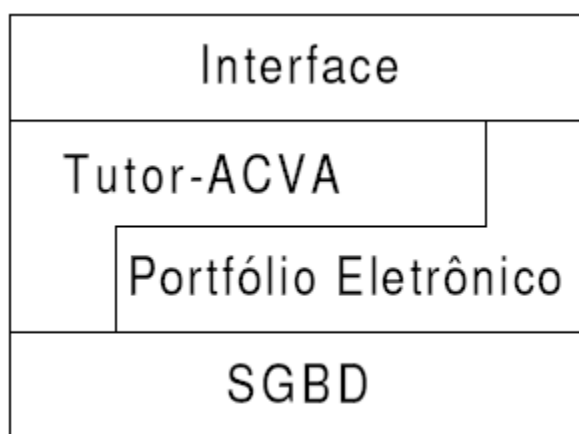 Interface
Tutor-ACVA
Portfólio Eletrônico
SGBD